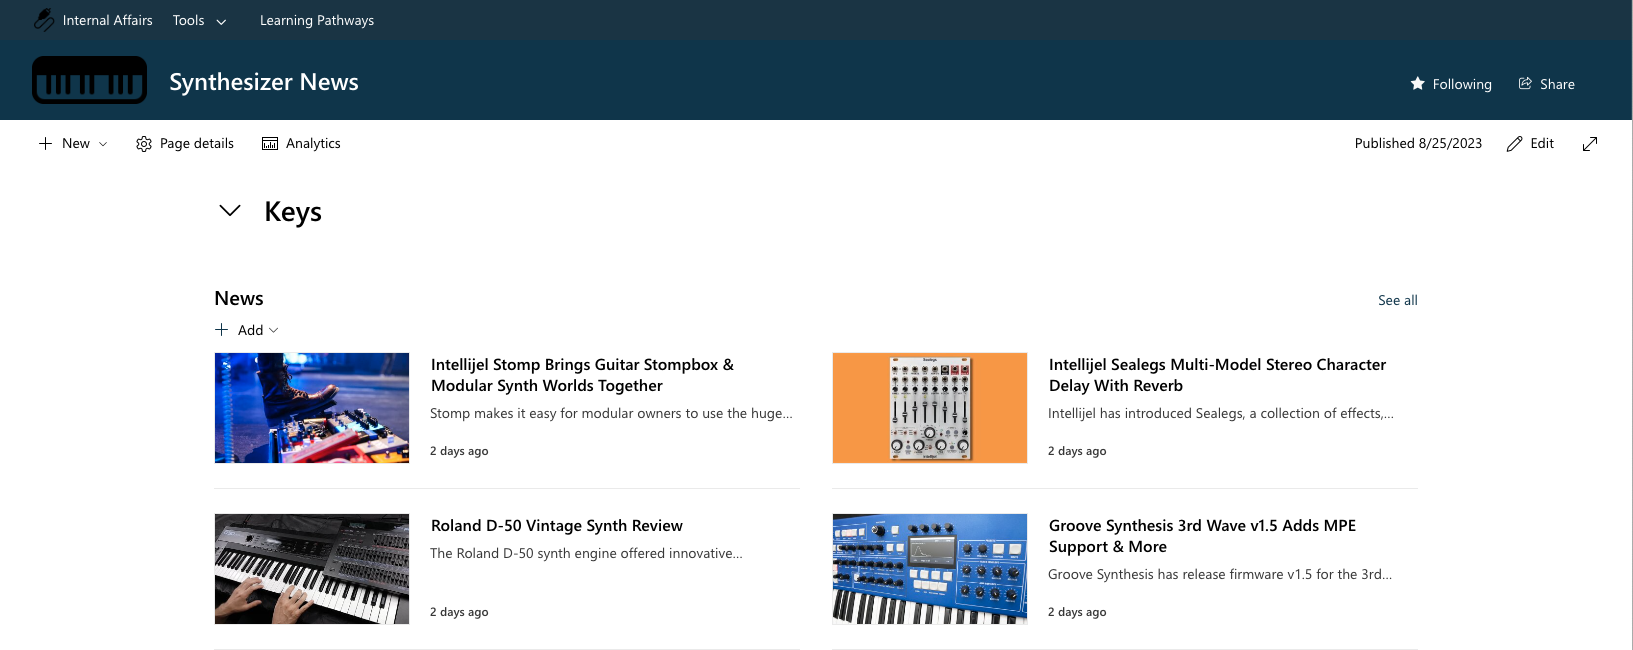 Internal Affairs Tools Learning Pathways
Synthesizer News
Following Share
New Page details Analytics
Published 8/25/2023 Edit
Keys
News
See all
Add
Intellijel Stomp Brings Guitar Stompbox &
Modular Synth Worlds Together
Stomp makes it easy for modular owners to use the huge...
2 days ago
Intellijel Sealegs Multi-Model Stereo Character
Delay With Reverb
Intellijel has introduced Sealegs, a collection of effects,...
2 days ago
Roland D-50 Vintage Synth Review
The Roland D-50 synth engine offered innovative...
2 days ago
Groove Synthesis 3rd Wave v1.5 Adds MPE
Support & More
Groove Synthesis has release firmware v1.5 for the 3rd...
2 days ago